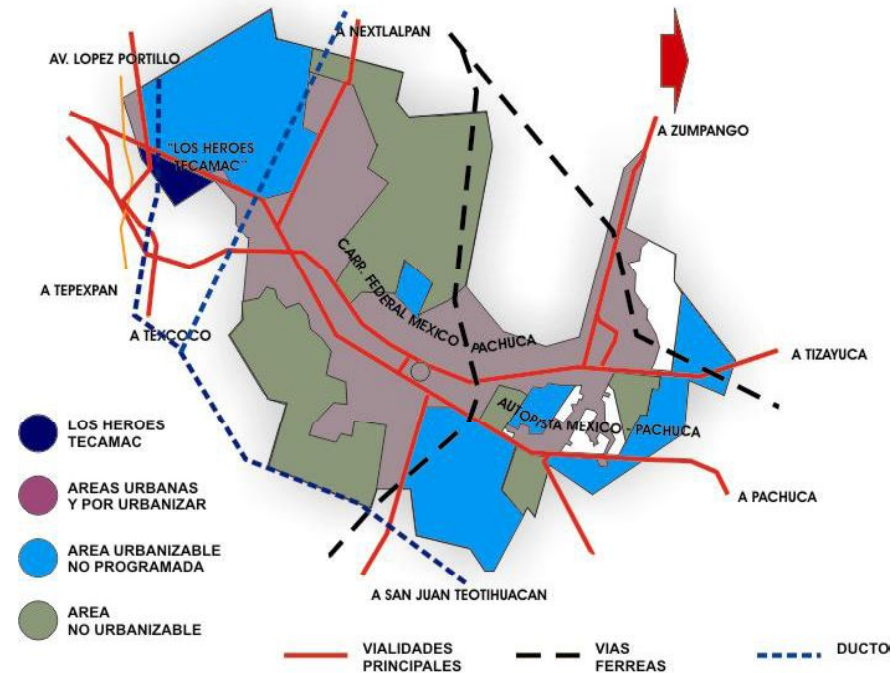 A NEXTLALPAN
AV. LOPEZ PORTILLO
A ZUMPANGO
"LOS HEROES
TECAMAC"
CARR. FEDERAL MEXICO - PACHUCA
A TEPEXPAN
A TEXCOCO
A TIZAYUCA
AUTOPISTA MEXICO - PACHUCA
A PACHUCA
A SAN JUAN TEOTIHUACAN
LOS HEROES
TECAMAC
AREAS URBANAS
Y POR URBANIZAR
AREA URBANIZABLE
NO PROGRAMADA
AREA
NO URBANIZABLE
VIALIDADES
PRINCIPALES
VIAS
FERREAS
DUCTO